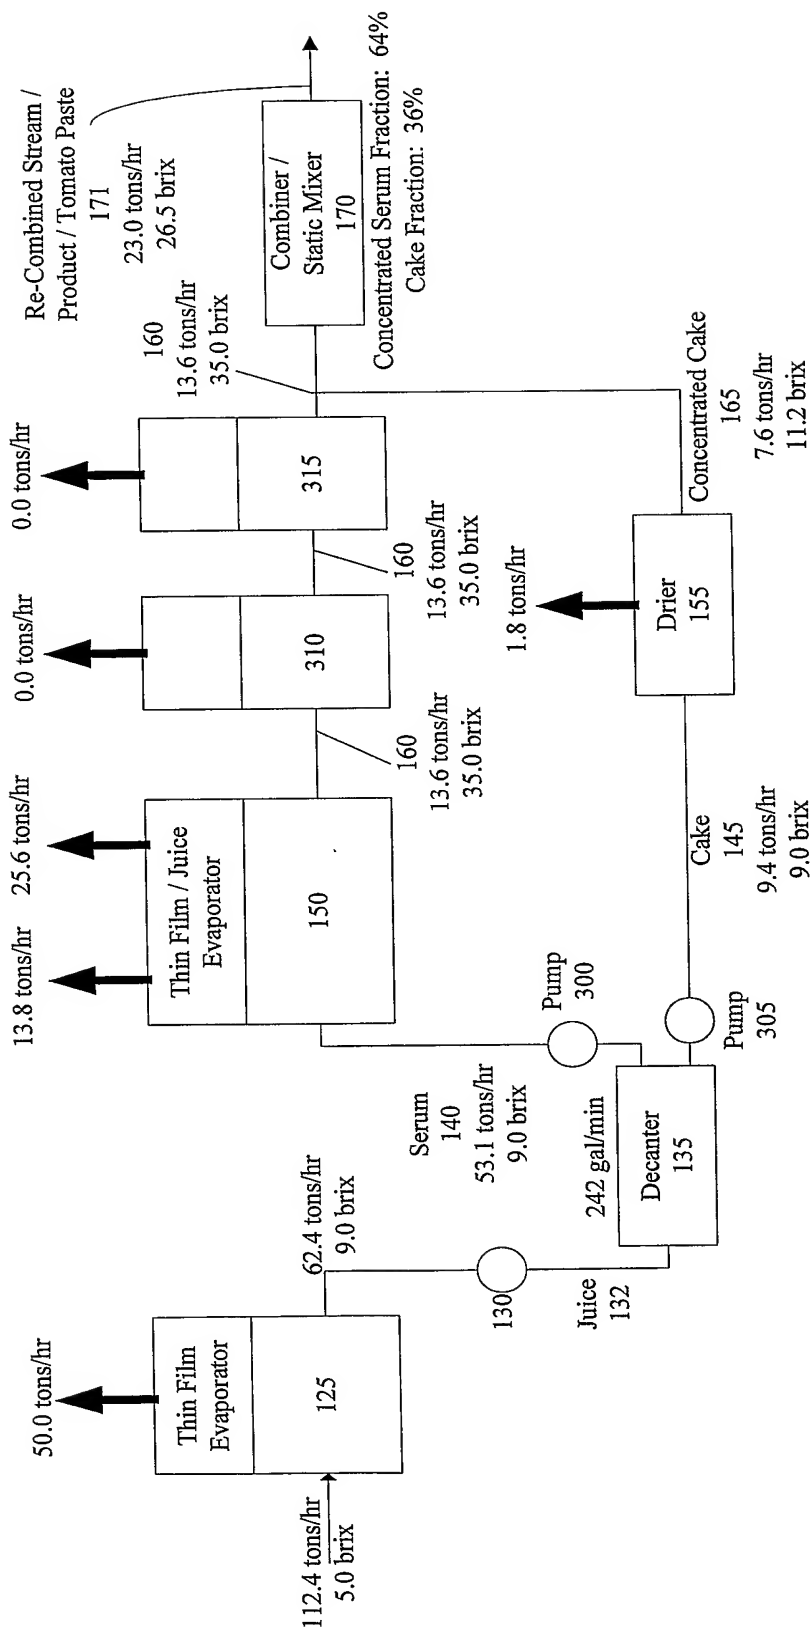 50.0 tons/hr
Thin Film
Evaporator
125
112.4 tons/hr
5.0 brix
62.4 tons/hr
9.0 brix
130
Juice
132
242 gal/min
Decanter
135
Serum
140
53.1 tons/hr
9.0 brix
Pump
300
Pump
305
13.8 tons/hr
25.6 tons/hr
Thin Film / Juice
Evaporator
150
160
13.6 tons/hr
35.0 brix
0.0 tons/hr
310
160
13.6 tons/hr
35.0 brix
0.0 tons/hr
315
160
13.6 tons/hr
35.0 brix
Cake
145
9.4 tons/hr
9.0 brix
1.8 tons/hr
Drier
155
Concentrated Cake
165
7.6 tons/hr
11.2 brix
Combiner /
Static Mixer
170
Concentrated Serum Fraction: 64%
Cake Fraction: 36%
Re-Combined Stream /
Product / Tomato Paste
171
23.0 tons/hr
26.5 brix